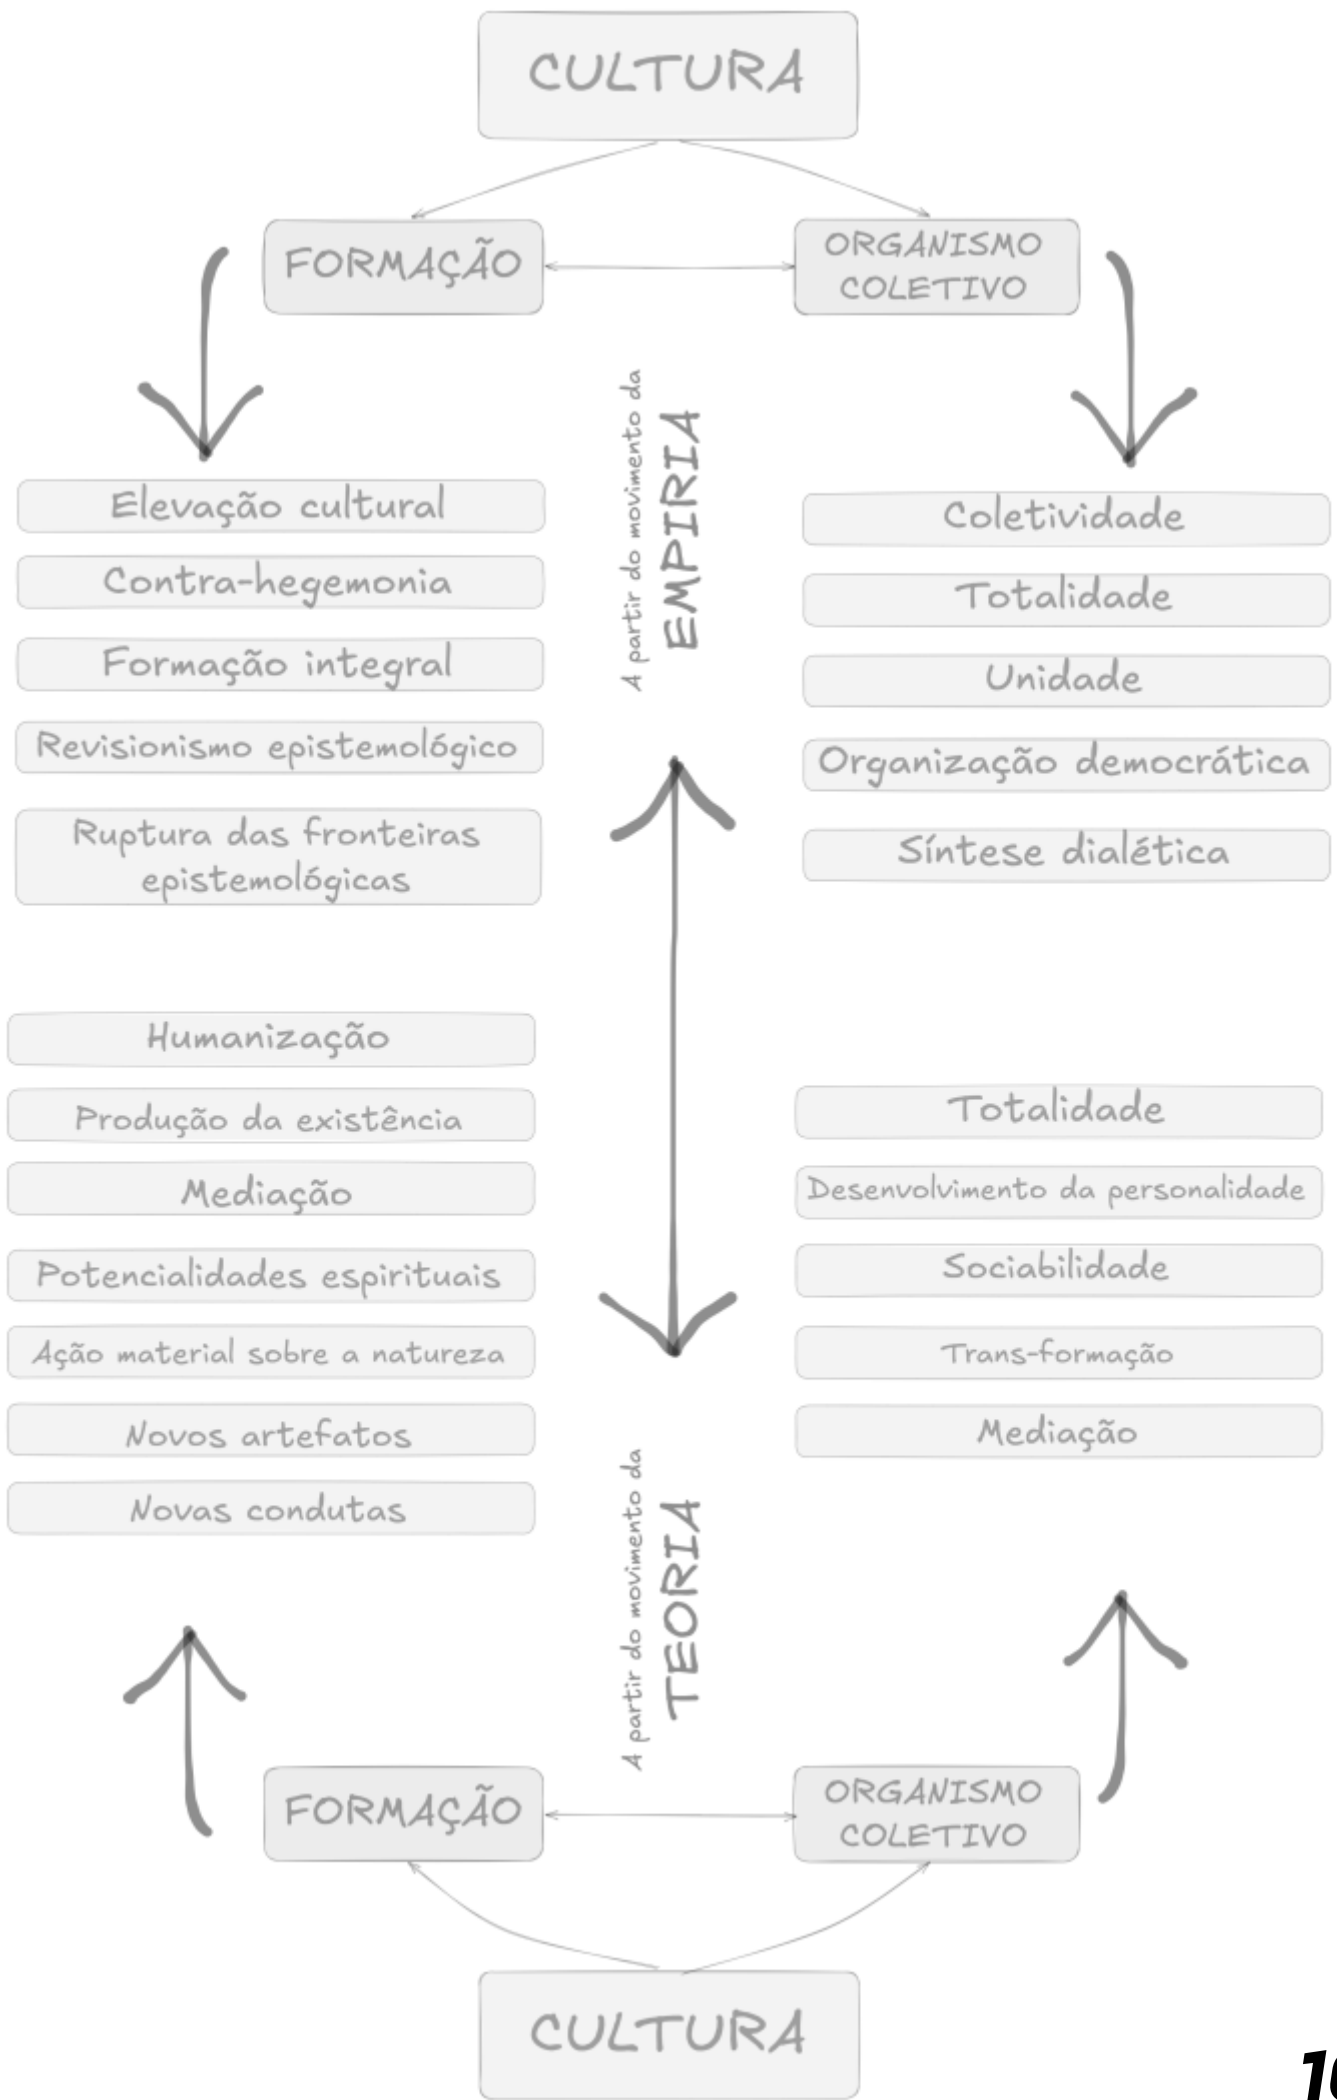 CULTURA
FORMAÇÃO
ORGANISMO
COLETIVO
A partir do movimento da
EMPIRIA
Elevação cultural
Contra-hegemonia
Formação integral
Revisionismo epistemológico
Ruptura das fronteiras
epistemológicas
Coletividade
Totalidade
Unidade
Organização democrática
Síntese dialética
Humanização
Produção da existência
Mediação
Potencialidades espirituais
Ação material sobre a natureza
Novos artefatos
Novas condutas
Totalidade
Desenvolvimento da personalidade
Sociabilidade
Trans-formação
Mediação
A partir do movimento da
TEORIA
FORMAÇÃO
ORGANISMO
COLETIVO
CULTURA